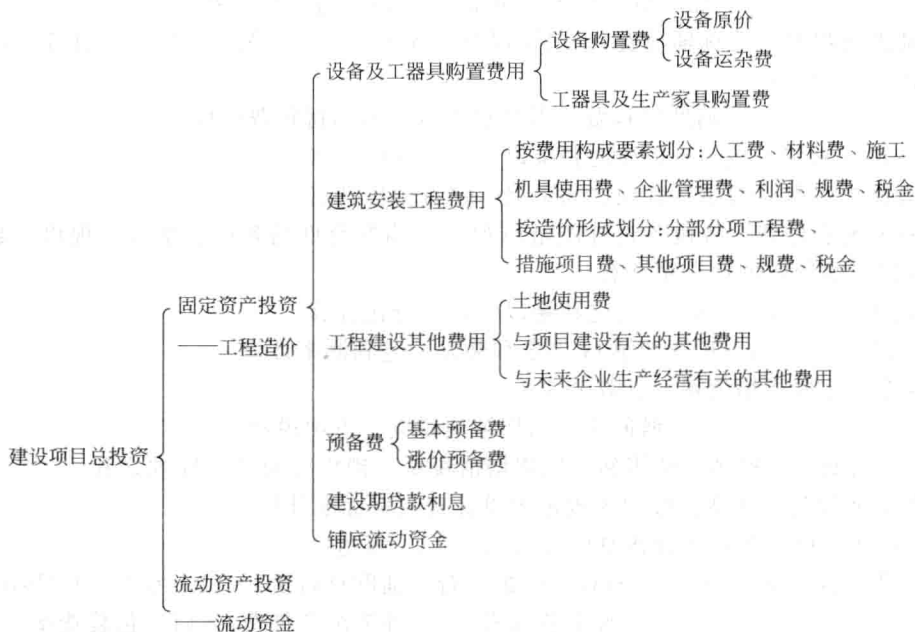 建设项目总投资
固定资产投资
——工程造价
设备及工器具购置费用
设备购置费
设备原价
设备运杂费
工器具及生产家具购置费
建筑安装工程费用
按费用构成要素划分:人工费、材料费、施工
机具使用费、企业管理费、利润、规费、税金
按造价形成划分:分部分项工程费、
措施项目费、其他项目费、规费、税金
工程建设其他费用
土地使用费
与项目建设有关的其他费用
与未来企业生产经营有关的其他费用
预备费
基本预备费
涨价预备费
建设期贷款利息
铺底流动资金
流动资产投资
——流动资金